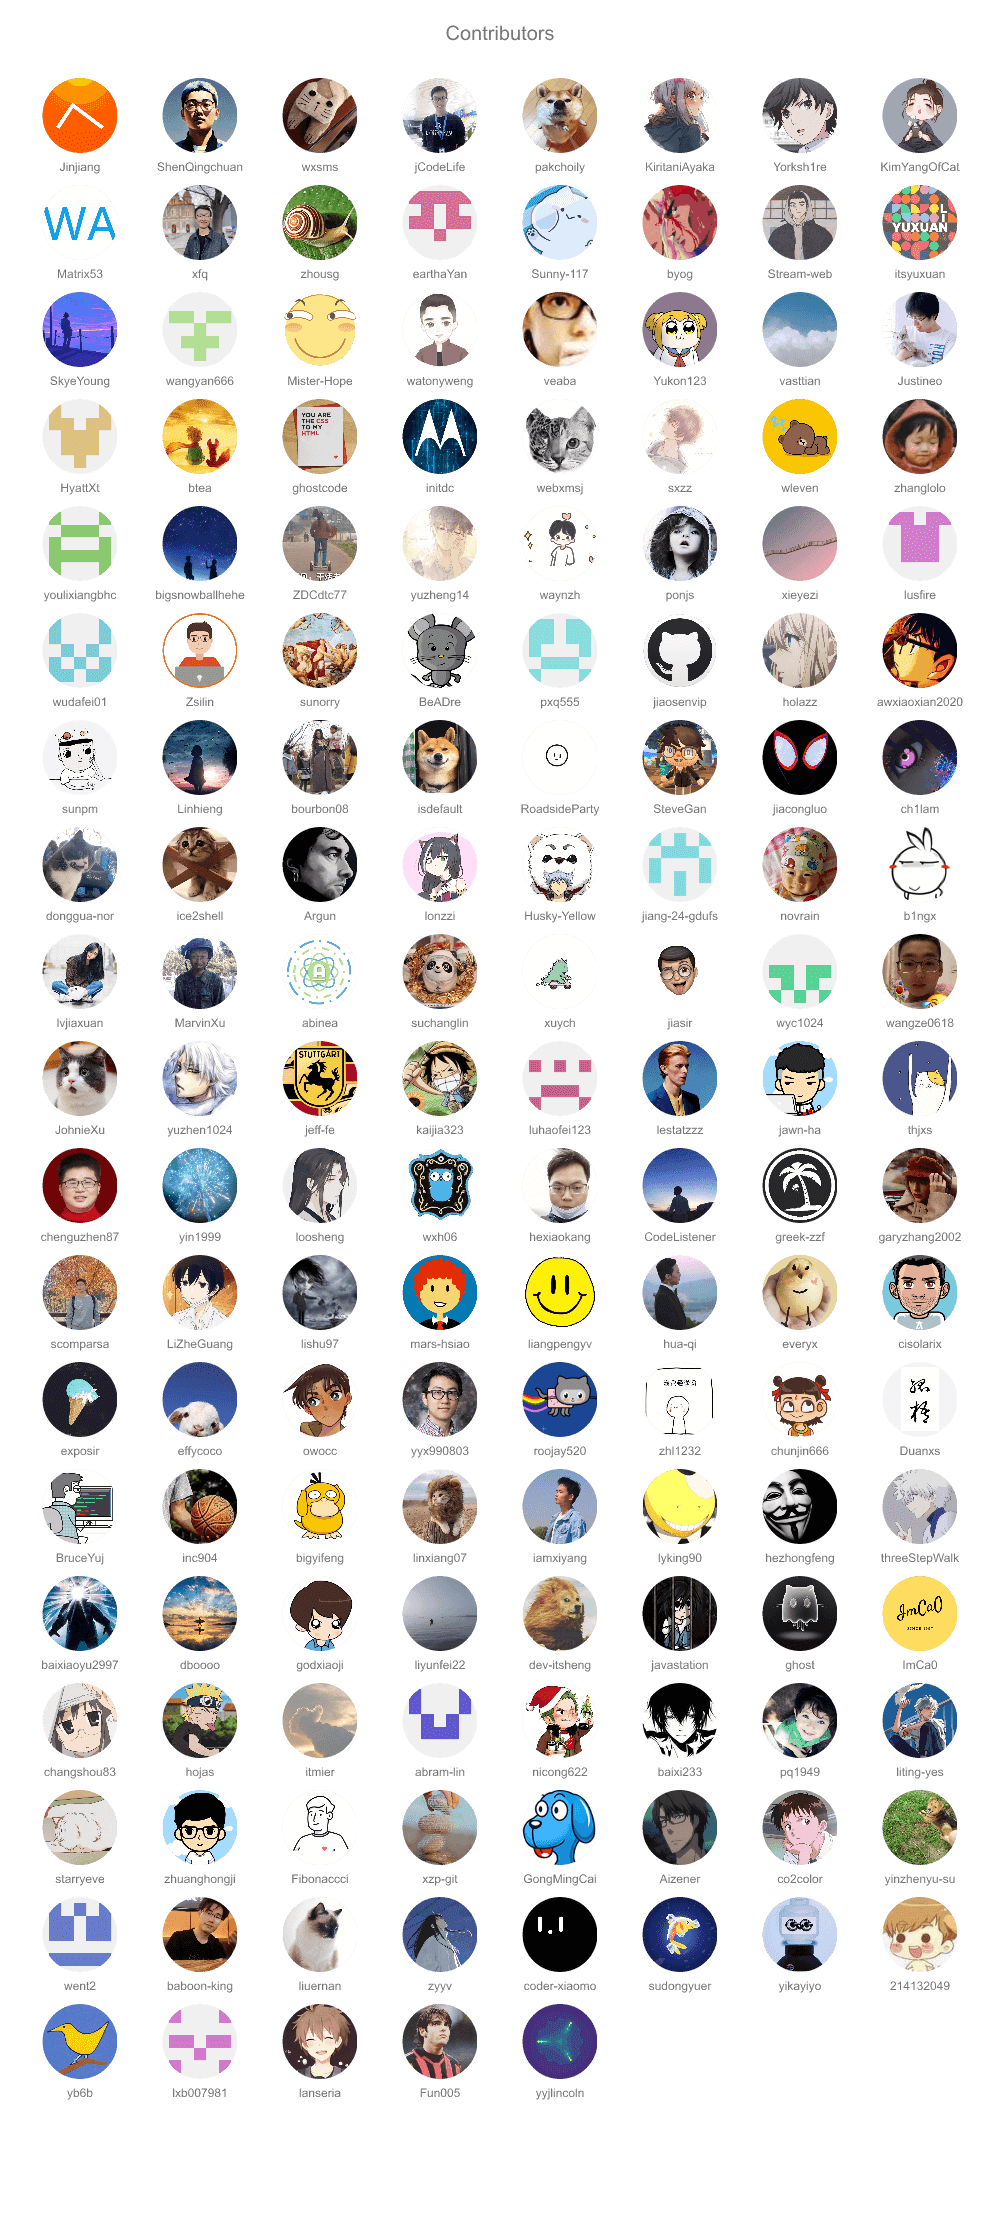 Contributors
Jinjiang ShenQingchuan wxsms jCodeLife pakchoily KiritaniAyaka Yorksh1re KimYangOfCat
WA
LT
YUXUAN
Matrix53 xfq zhousg earthaYan Sunny-117 byog Stream-web itsyuxuan
SkyeYoung wangyan666 Mister-Hope watonyweng veaba Yukon123 vasttian Justineo
YOU ARE
THE CSS
TO MY
HTML
HyattXt btea ghostcode initdc webxmsj sxzz wleven zhanglolo
youlixiangbhc bigsnowballhehe ZDCdtc77 yuzheng14 waynzh ponjs xieyezi lusfire
wudafei01 Zsilin sunorry BeADre pxq555 jiaosenvip holazz awxiaoxian2020
sunpm Linhieng bourbon08 isdefault RoadsideParty SteveGan jiacongluo ch1lam
donggua-nor ice2shell Argun lonzzi Husky-Yellow jiang-24-gdufs novrain b1ngx
A
lvjiaxuan MarvinXu abinea suchanglin xuych jiasir wyc1024 wangze0618
STUTTGART
JohnieXu yuzhen1024 jeff-fe kaijia323 luhaofei123 lestatzzz jawn-ha thjxs
chenguzhen87 yin1999 loosheng wxh06 hexiaokang CodeListener greek-zzf garyzhang2002
scomparsa LiZheGuang lishu97 mars-hsiao liangpengyv hua-qi everyx cisolarix
exposir effycoco owocc yyx990803 roojay520 zhl1232 chunjin666 Duanxs
BruceYuj inc904 bigyifeng linxiang07 iamxiyang lyking90 hezhongfeng threeStepWalk
JmCaO
baixiaoyu2997 dboooo godxiaoji liyunfei22 dev-itsheng javastation ghost ImCa0
changshou83 hojas itmier abram-lin nicong622 baixi233 pq1949 liting-yes
starryeve zhuanghongji Fibonaccci xzp-git GongMingCai Aizener co2color yinzhenyu-su
went2 baboon-king liuernan zyyv coder-xiaomo sudongyuer yikayiyo 214132049
yb6b lxb007981 lanseria Fun005 yyjlincoln